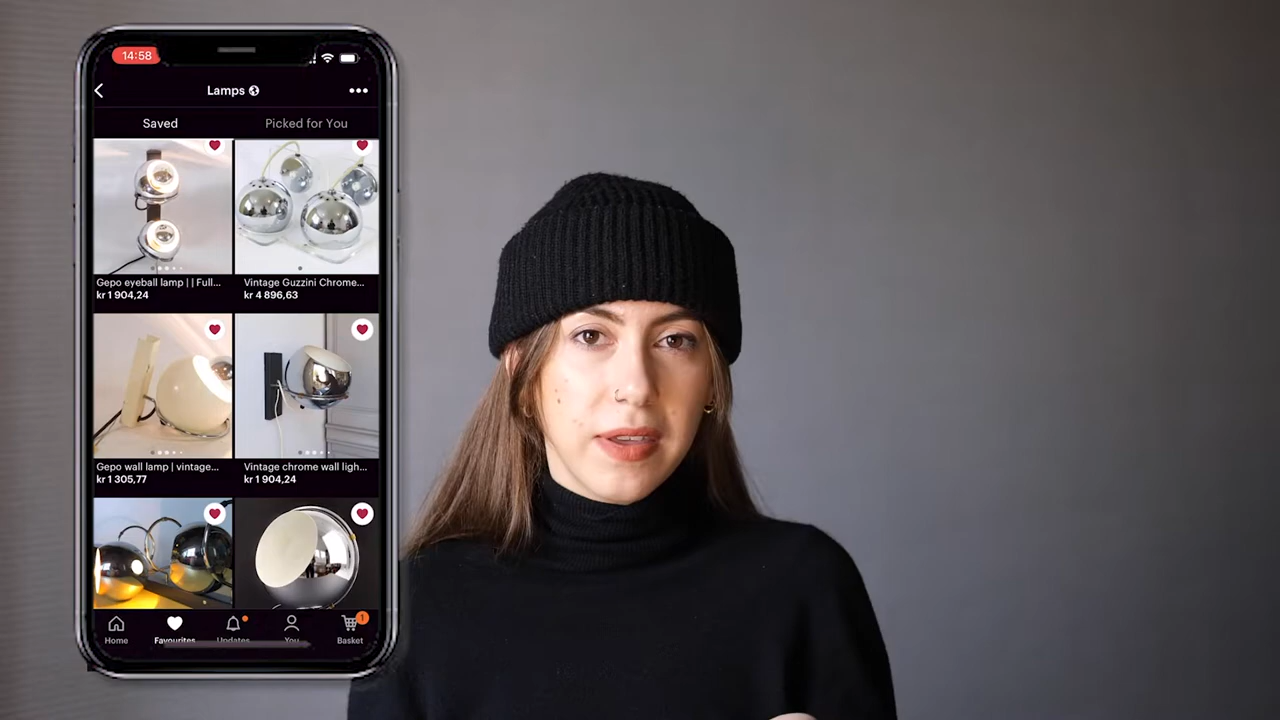 14:58
Lamps
Saved
Picked for You
Gepo eyeball lamp | | Full...
kr 1 904,24
Vintage Guzzini Chrome...
kr 4 896,63
Gepo wall lamp | vintage...
kr 1 305,77
Vintage chrome wall ligh...
kr 1 904,24
1
Home
Favourites
Updates
You
Basket